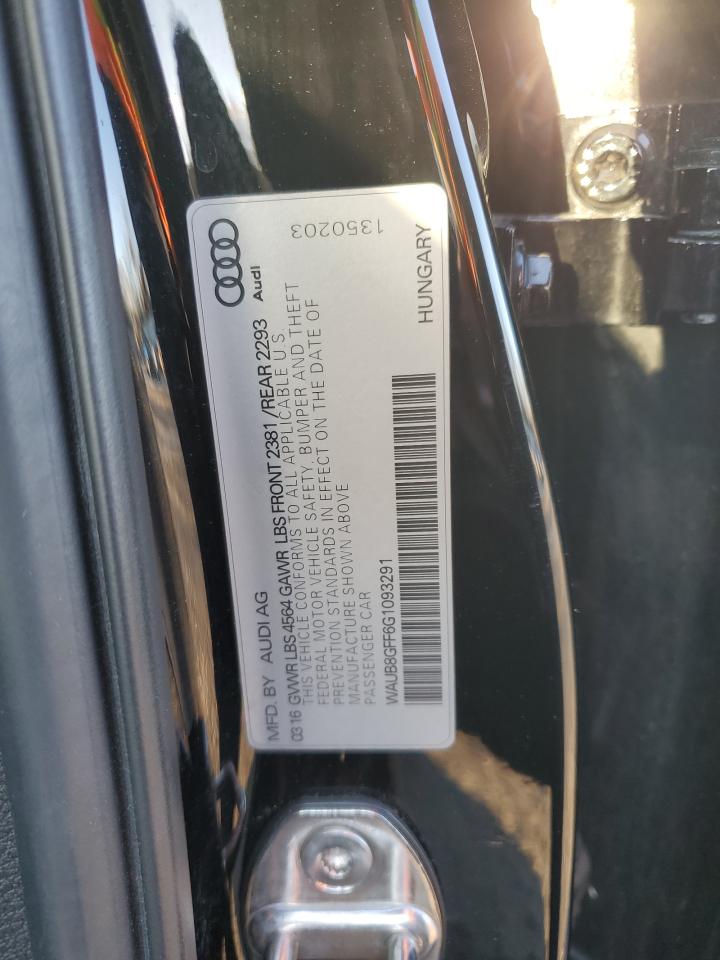 Audi
1350203
MFD. BY AUDI AG
03 16 GVWR LBS 4564 GAWR LBS FRONT 2381 /REAR 2293
THIS VEHICLE CONFORMS TO ALL APPLICABLE U.S.
FEDERAL MOTOR VEHICLE SAFETY, BUMPER AND THEFT
PREVENTION STANDARDS IN EFFECT ON THE DATE OF
MANUFACTURE SHOWN ABOVE
PASSENGER CAR
WAUB8GFF6G1093291
HUNGARY